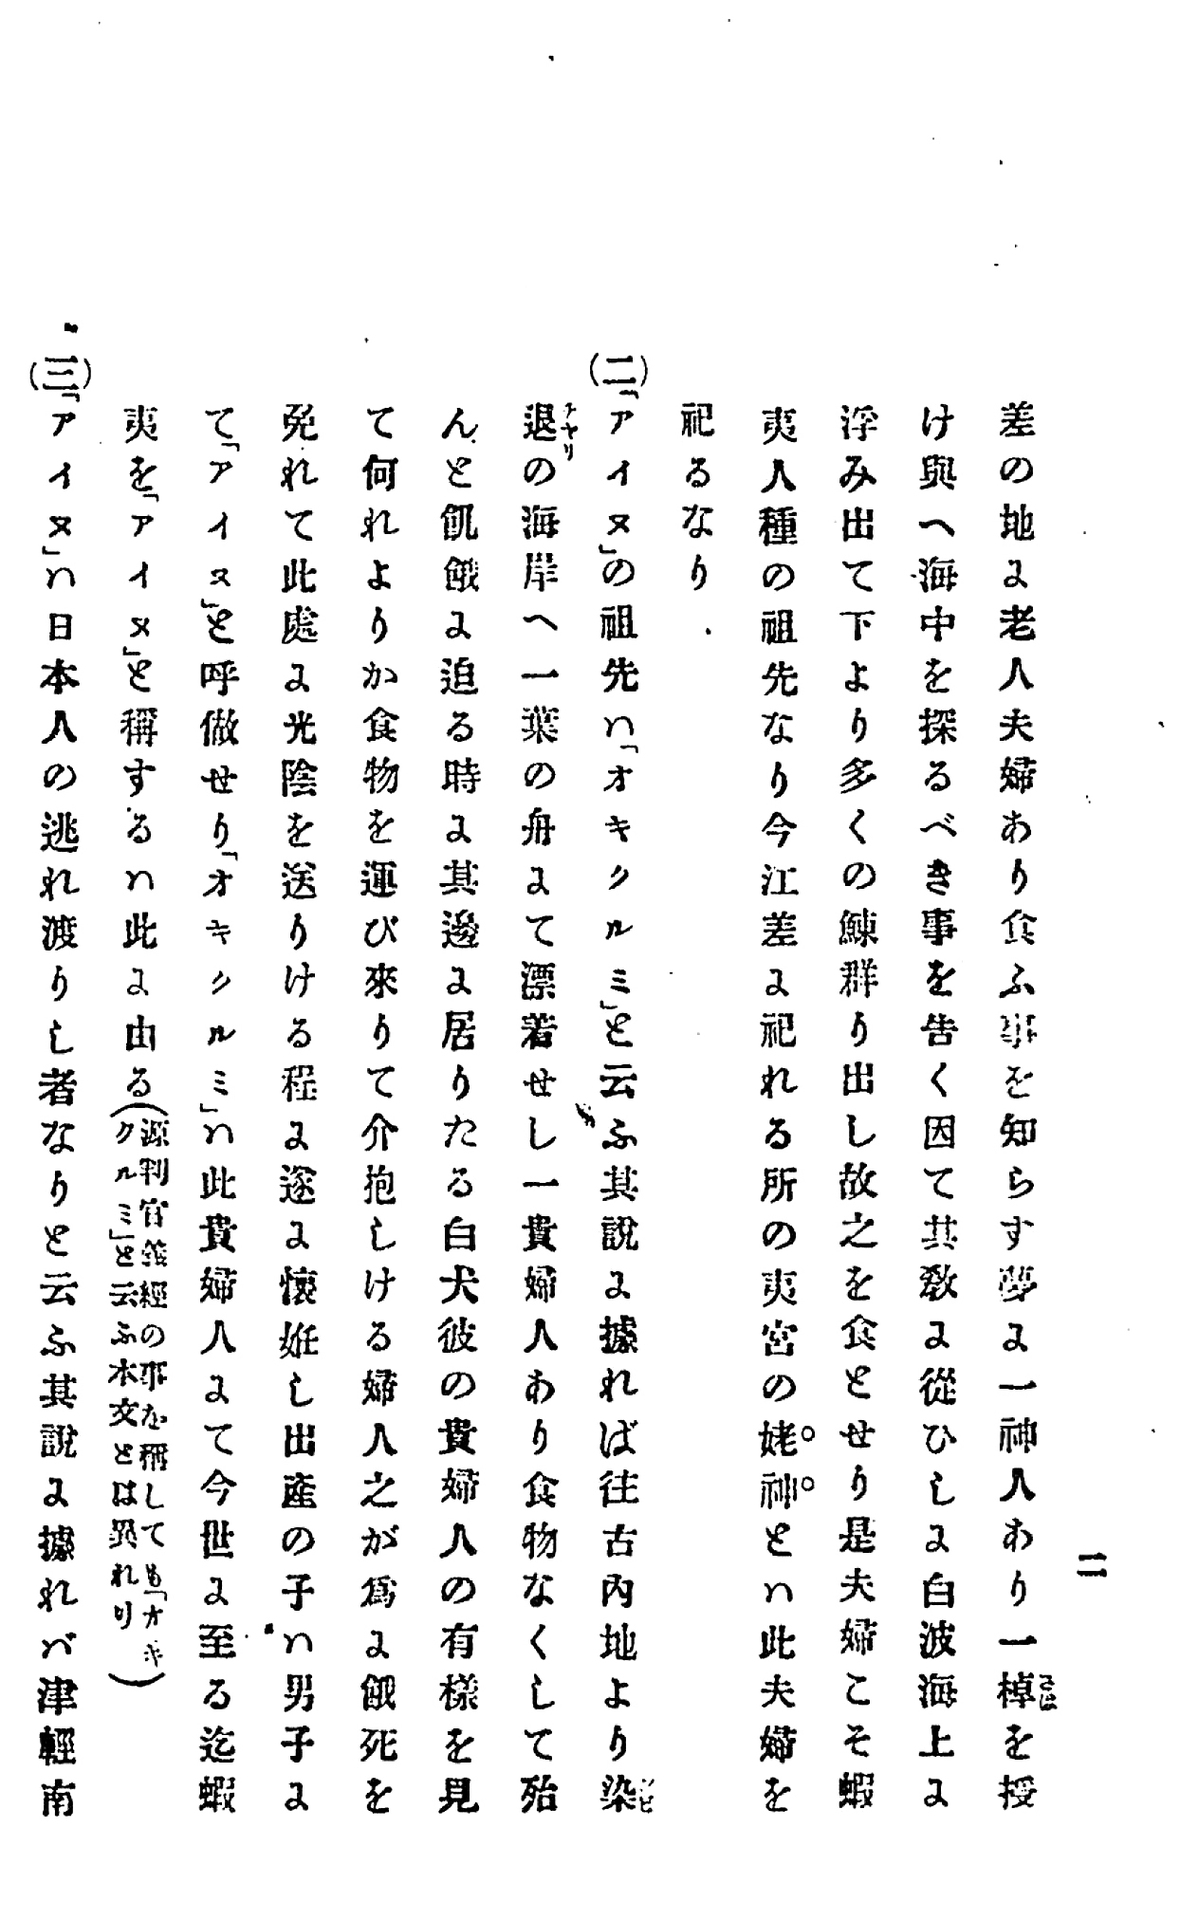 二
差の地に老人夫婦あり食ふ事を知らす夢に一神人あり一棹を授
け與へ海中を探るべき事を告く因て其敎に從ひしに白波海上に
浮み出て下より多くの鰊群り出し故之を食とせり是夫婦こそ蝦
夷人種の祖先なり今江差に祀れる所の夷宮の姥神とハ此夫婦を
祀るなり
(二)「アイヌ」の祖先ハ「オキクルミ」と云ふ其說に據れば往古內地より染
退の海岸へ一葉の舟にて漂着せし一貴婦人あり食物なくして殆
んと飢餓に迫る時に其邊に居りたる白犬彼の貴婦人の有樣を見
て何れよりか食物を運び來りて介抱しける婦人之が爲に餓死を
免れて此處に光陰を送りける程に遂に懷姙し出產の子ハ男子に
て「アイヌ」と呼做せり「オキクルミ」ハ此貴婦人にて今世に至る迄蝦
夷を「アイヌ」と稱するハ此に由る(源判官義經の事を稱しても「オキ
クルミ」と云ふ本文とは異れり)
(三)「アイヌ」ハ日本人の逃れ渡りし者なりと云ふ其說に據れバ津輕南